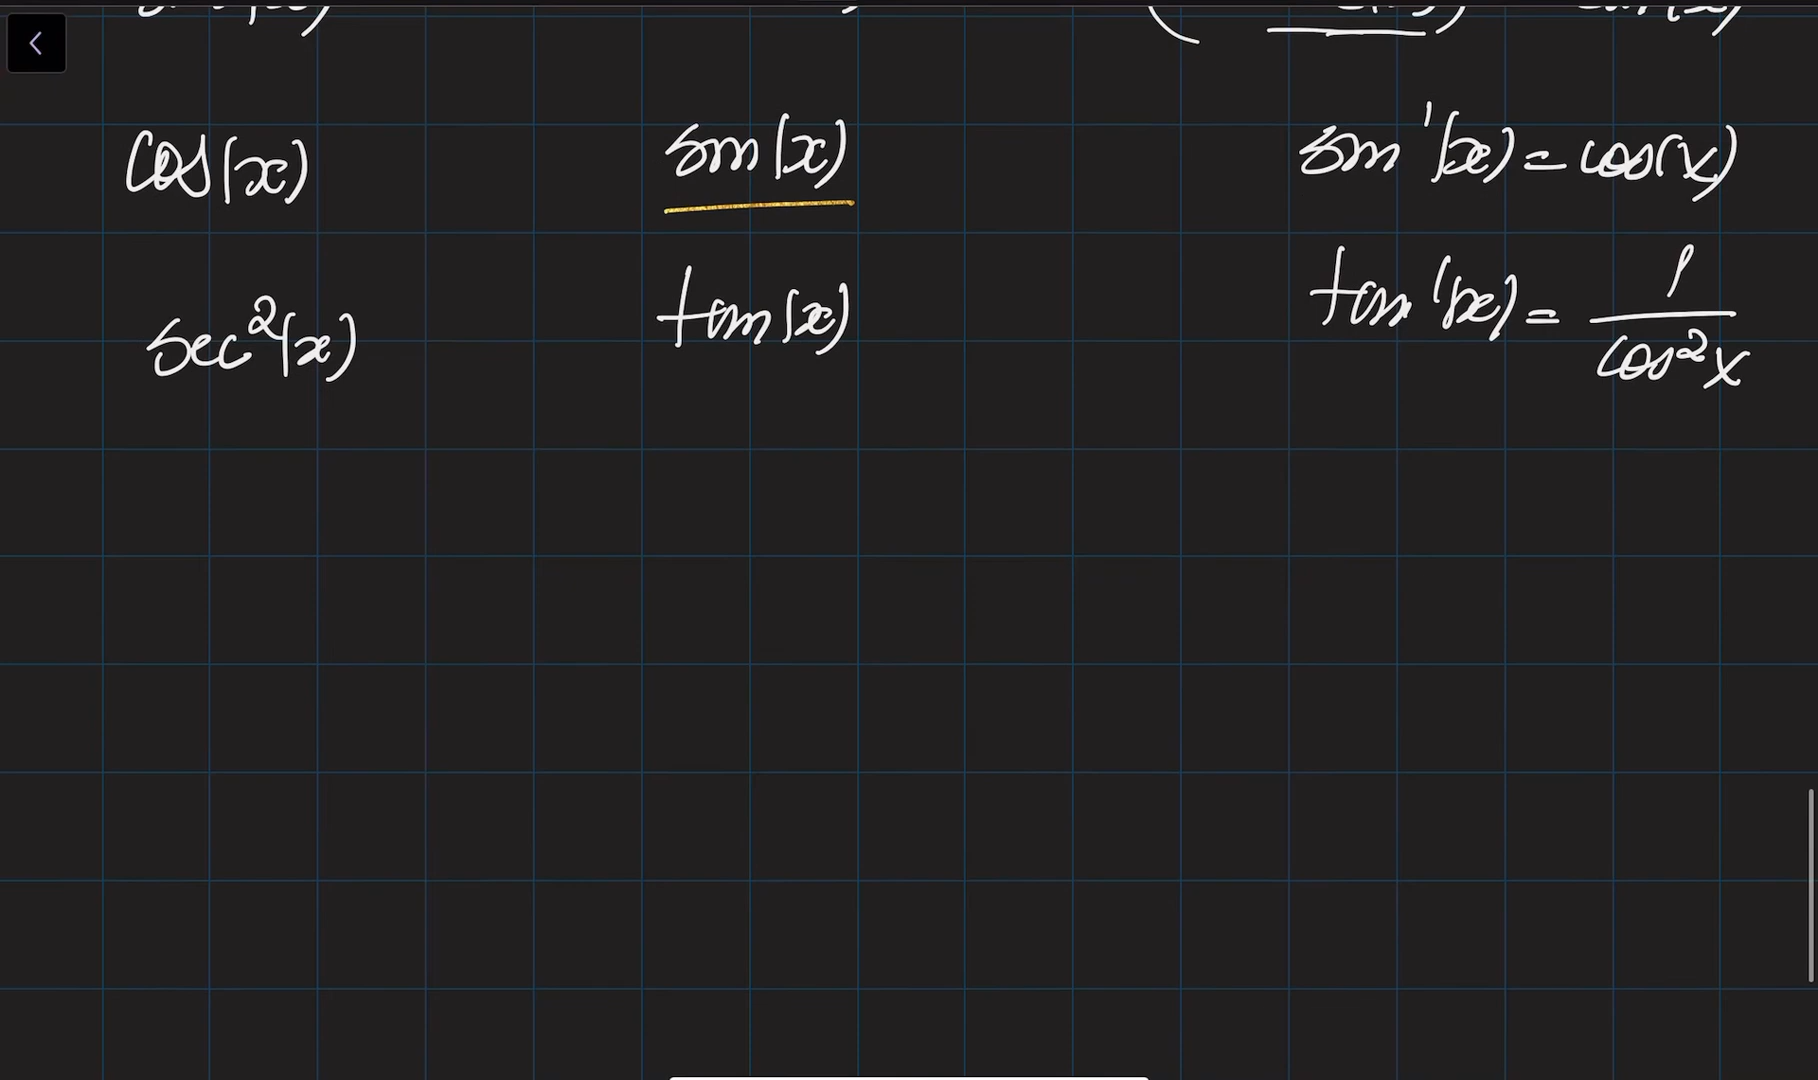 cos(x) sin(x) sin'(x)=cos(x)
sec²(x) tan(x) tan'(x)= 1/cos²x